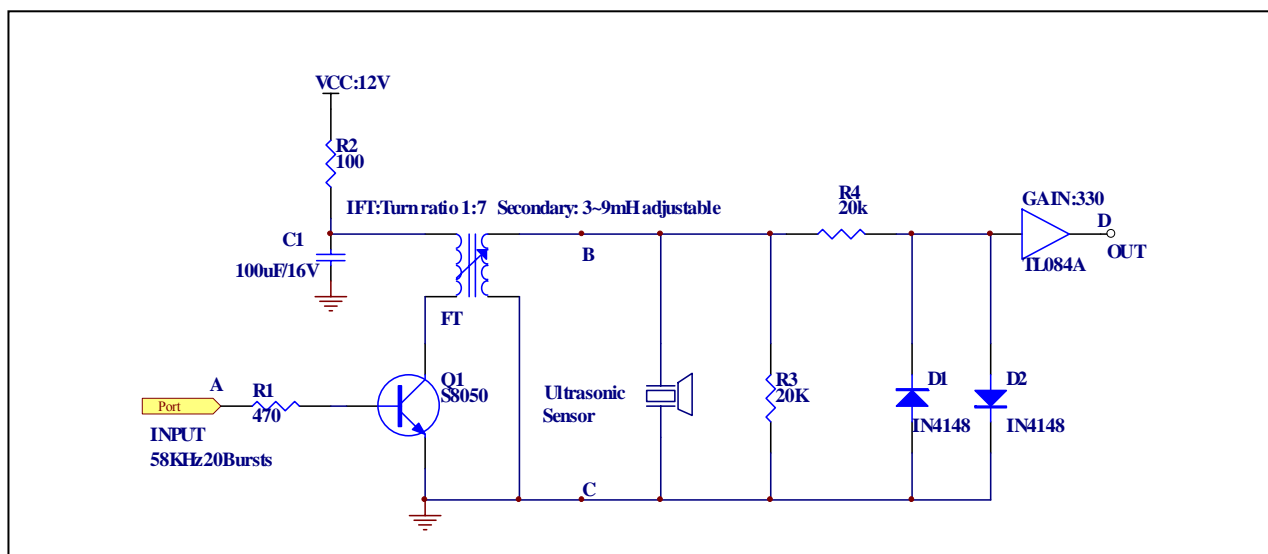 VCC:12V
R2
100
IFT:Turn ratio 1:7 Secondary: 3~9mH adjustable
C1
100uF/16V
FT
B
R4
20k
GAIN:330
D
OUT
TL084A
A
Port
R1
470
INPUT
58KHz20Bursts
Q1
S8050
Ultrasonic
Sensor
R3
20K
D1
IN4148
D2
IN4148
C